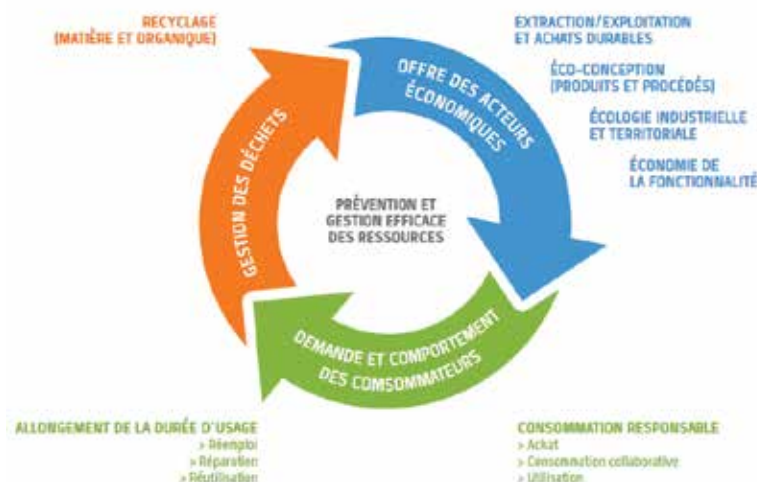 RECYCLAGE
(MATIÈRE ET ORGANIQUE)
EXTRACTION/EXPLOITATION
ET ACHATS DURABLES
ÉCO-CONCEPTION
(PRODUITS ET PROCÉDÉS)
ÉCOLOGIE INDUSTRIELLE
ET TERRITORIALE
ÉCONOMIE DE
LA FONCTIONNALITÉ
OFFRE DES ACTEURS
ÉCONOMIQUES
GESTION DES DÉCHETS
PRÉVENTION ET
GESTION EFFICACE
DES RESSOURCES
DEMANDE ET COMPORTEMENT
DES COMSOMMATEURS
ALLONGEMENT DE LA DURÉE D'USAGE
> Réemploi
> Réparation
> Réutilisation
CONSOMMATION RESPONSABLE
> Achat
> Consommation collaborative
> Utilisation